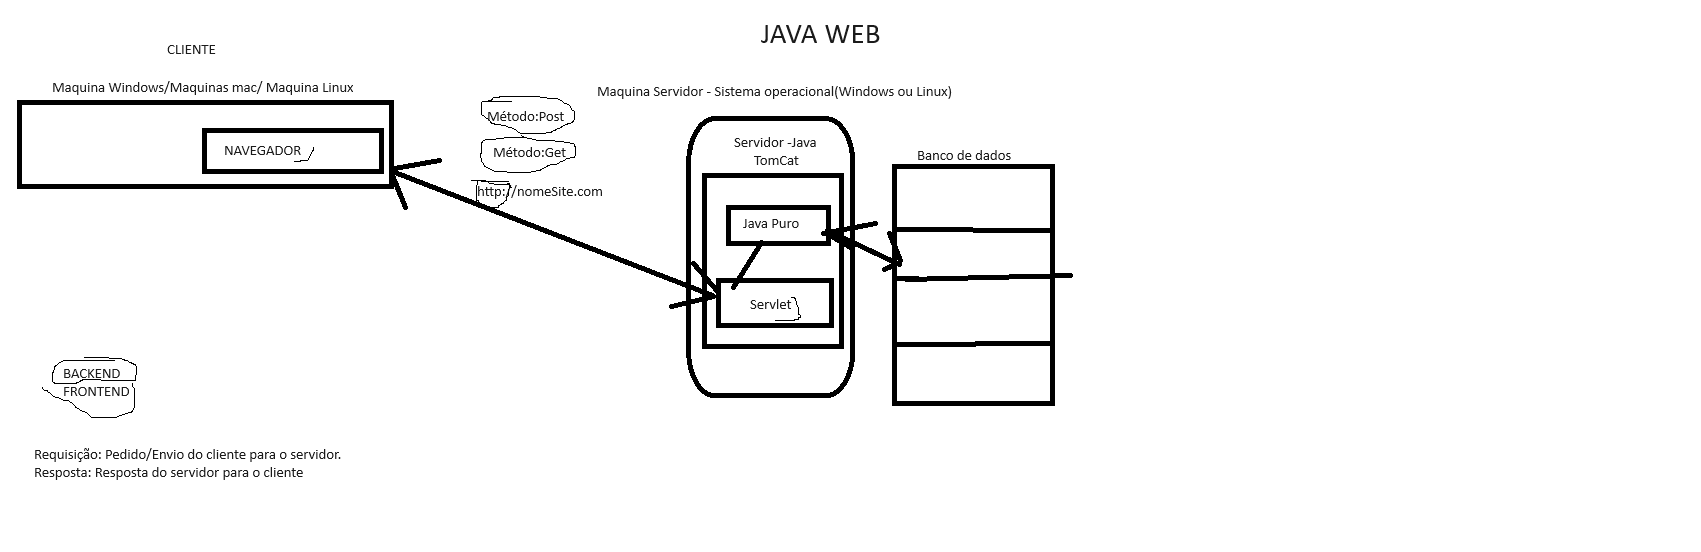 JAVA WEB
CLIENTE
Maquina Windows/Maquinas mac/ Maquina Linux
NAVEGADOR
Método:Post
Método:Get
http://nomeSite.com
Maquina Servidor - Sistema operacional(Windows ou Linux)
Servidor -Java
TomCat
Java Puro
Servlet
Banco de dados
BACKEND
FRONTEND
Requisição: Pedido/Envio do cliente para o servidor.
Resposta: Resposta do servidor para o cliente